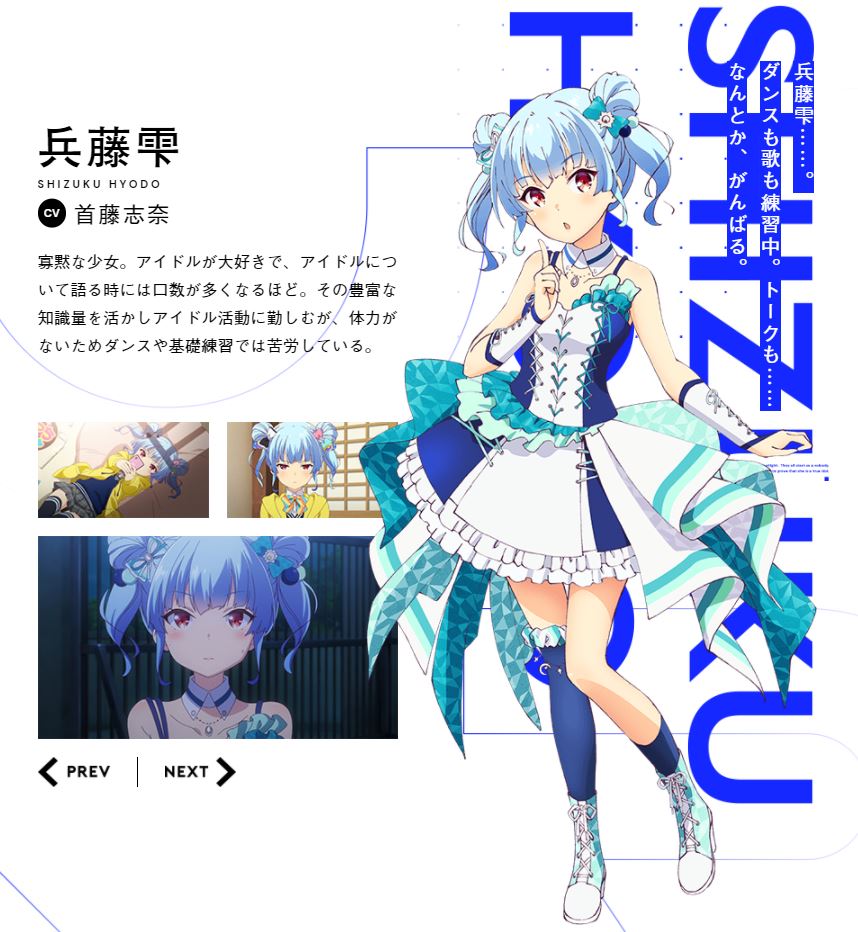 兵藤雫
SHIZUKU HYODO
CV 首藤志奈
寡黙な少女。アイドルが大好きで、アイドルにつ
いて語る時には口数が多くなるほど。その豊富な
知識量を活かしアイドル活動に勤しむが、体力が
ないためダンスや基礎練習では苦労している。
兵藤雫……。
ダンスも歌も練習中。トークも……
なんとか、がんばる。
SHIZUKU
HYODO
PREV
NEXT